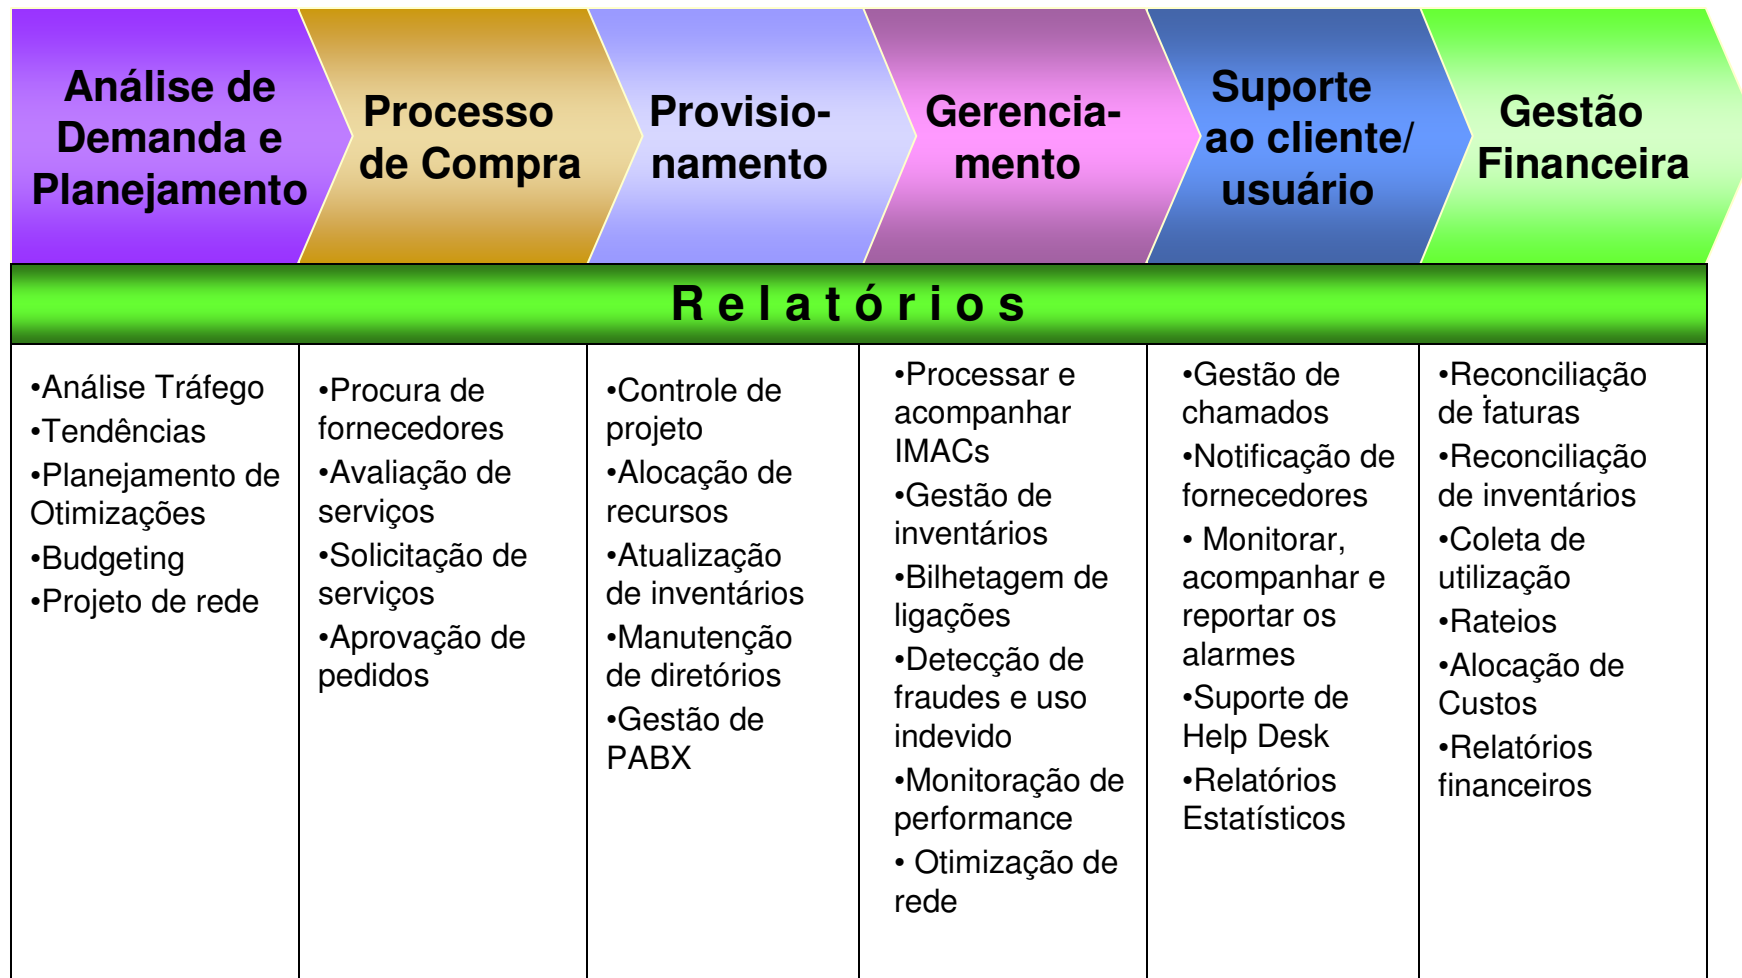 Análise de
Demanda e
Planejamento
Processo
de Compra
Provisio-
namento
Gerencia-
mento
Suporte
ao cliente/
usuário
Gestão
Financeira
Relatórios
•Análise Tráfego
•Tendências
•Planejamento de
Otimizações
•Budgeting
•Projeto de rede
•Procura de
fornecedores
•Avaliação de
serviços
•Solicitação de
serviços
•Aprovação de
pedidos
•Controle de
projeto
•Alocação de
recursos
•Atualização
de inventários
•Manutenção
de diretórios
•Gestão de
PABX
•Processar e
acompanhar
IMACs
•Gestão de
inventários
•Bilhetagem de
ligações
•Detecção de
fraudes e uso
indevido
•Monitoração de
performance
• Otimização de
rede
•Gestão de
chamados
•Notificação de
fornecedores
• Monitorar,
acompanhar e
reportar os
alarmes
•Suporte de
Help Desk
•Relatórios
Estatísticos
•Reconciliação
de faturas
•Reconciliação
de inventários
•Coleta de
utilização
•Rateios
•Alocação de
Custos
•Relatórios
financeiros